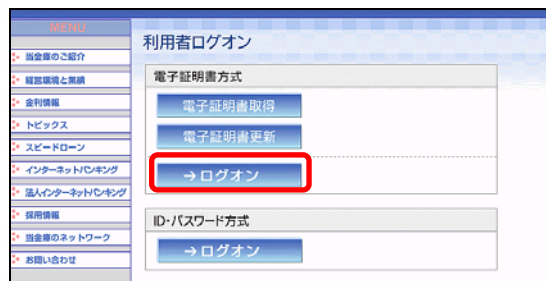 MENU
当金庫のご紹介
経営環境と業績
金利情報
トピックス
スピードローン
インターネットバンキング
法人インターネットバンキング
採用情報
当金庫のネットワーク
お問い合わせ
利用者ログオン
電子証明書方式
電子証明書取得
電子証明書更新
→ログオン
ID・パスワード方式
→ログオン